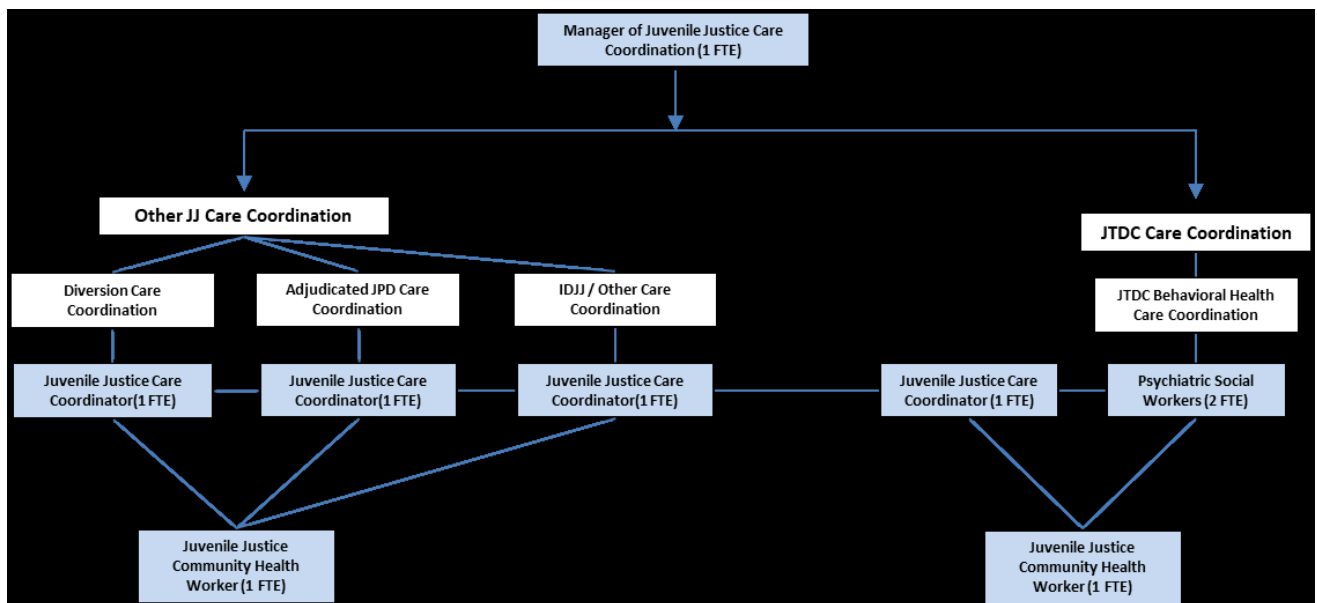 Manager of Juvenile Justice Care
Coordination (1 FTE)
Other JJ Care Coordination
JTDC Care Coordination
Diversion Care
Coordination
Adjudicated JPD Care
Coordination
IDJJ / Other Care
Coordination
JTDC Behavioral Health
Care Coordination
Juvenile Justice Care
Coordinator(1 FTE)
Juvenile Justice Care
Coordinator(1 FTE)
Juvenile Justice Care
Coordinator(1 FTE)
Juvenile Justice Care
Coordinator (1 FTE)
Psychiatric Social
Workers (2 FTE)
Juvenile Justice
Community Health
Worker (1 FTE)
Juvenile Justice
Community Health
Worker (1 FTE)